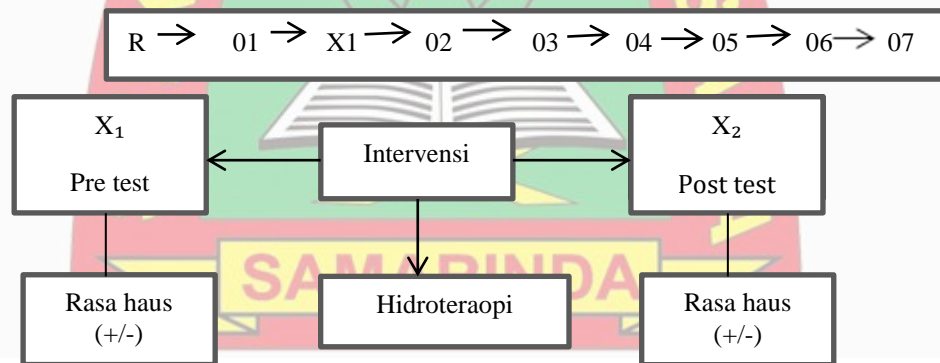 R → 01 → X1 → 02 → 03 → 04 → 05 → 06 → 07
X₁
Pre test
Intervensi
X₂
Post test
SAMARINDA
Rasa haus
(+/-)
Hidroteraopi
Rasa haus
(+/-)